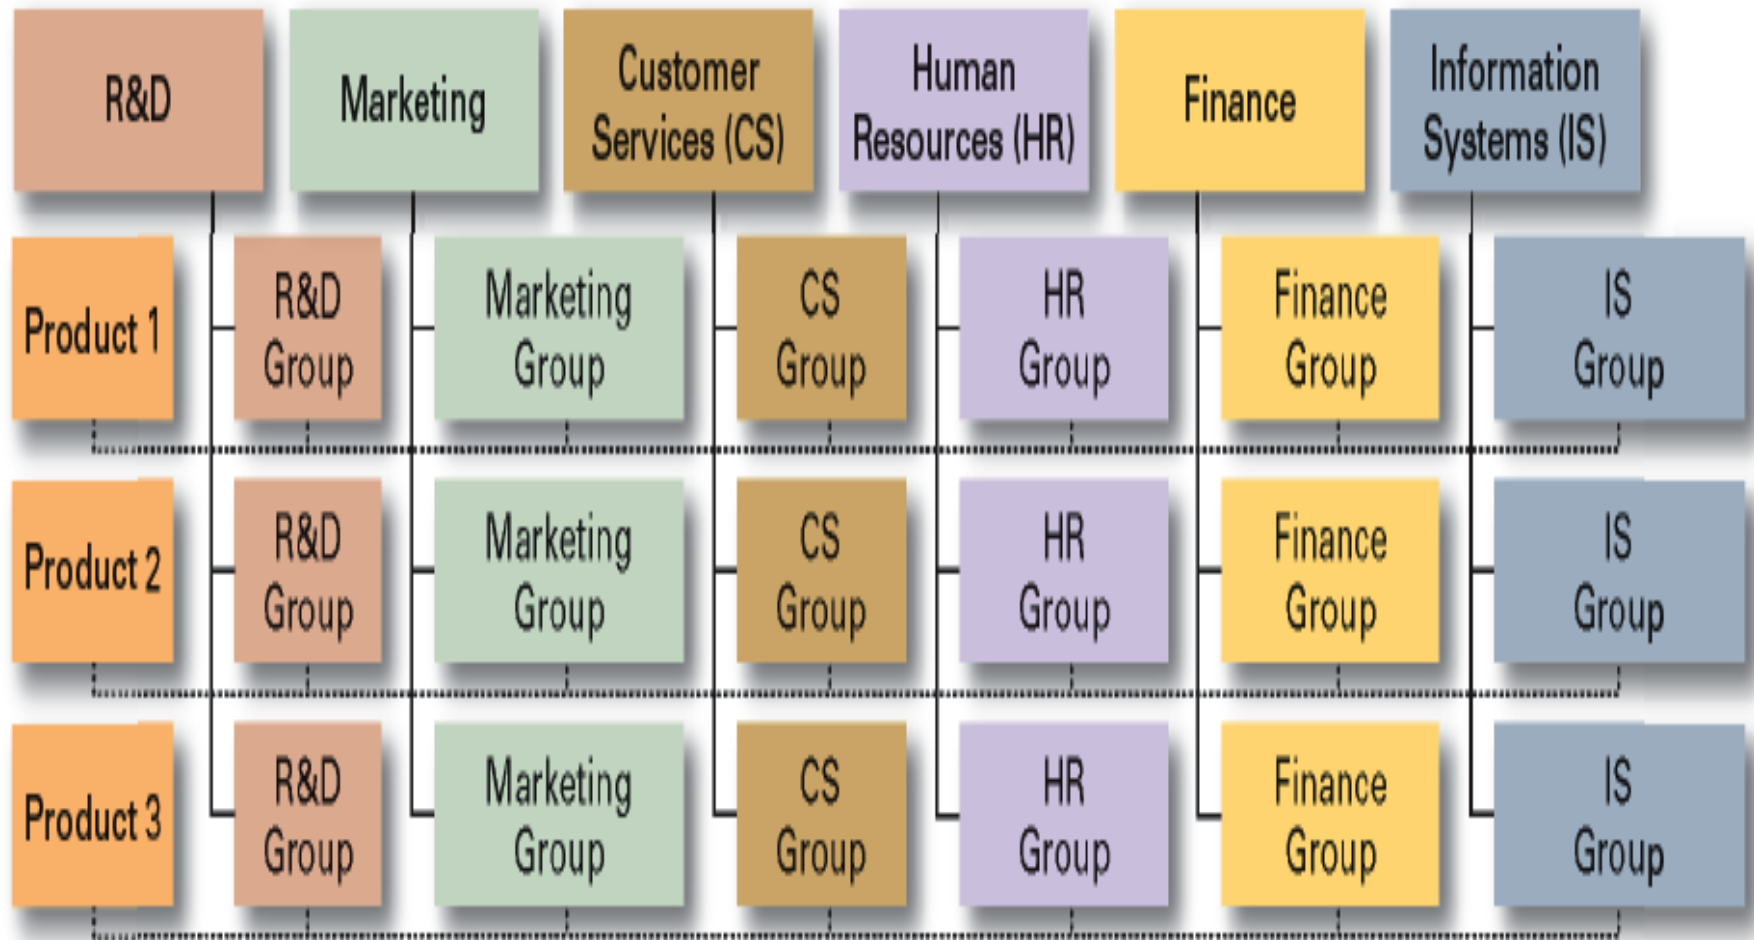 R&D
Marketing
Customer
Services (CS)
Human
Resources (HR)
Finance
Information
Systems (IS)
Product 1
R&D
Group
Marketing
Group
CS
Group
HR
Group
Finance
Group
IS
Group
Product 2
R&D
Group
Marketing
Group
CS
Group
HR
Group
Finance
Group
IS
Group
Product 3
R&D
Group
Marketing
Group
CS
Group
HR
Group
Finance
Group
IS
Group